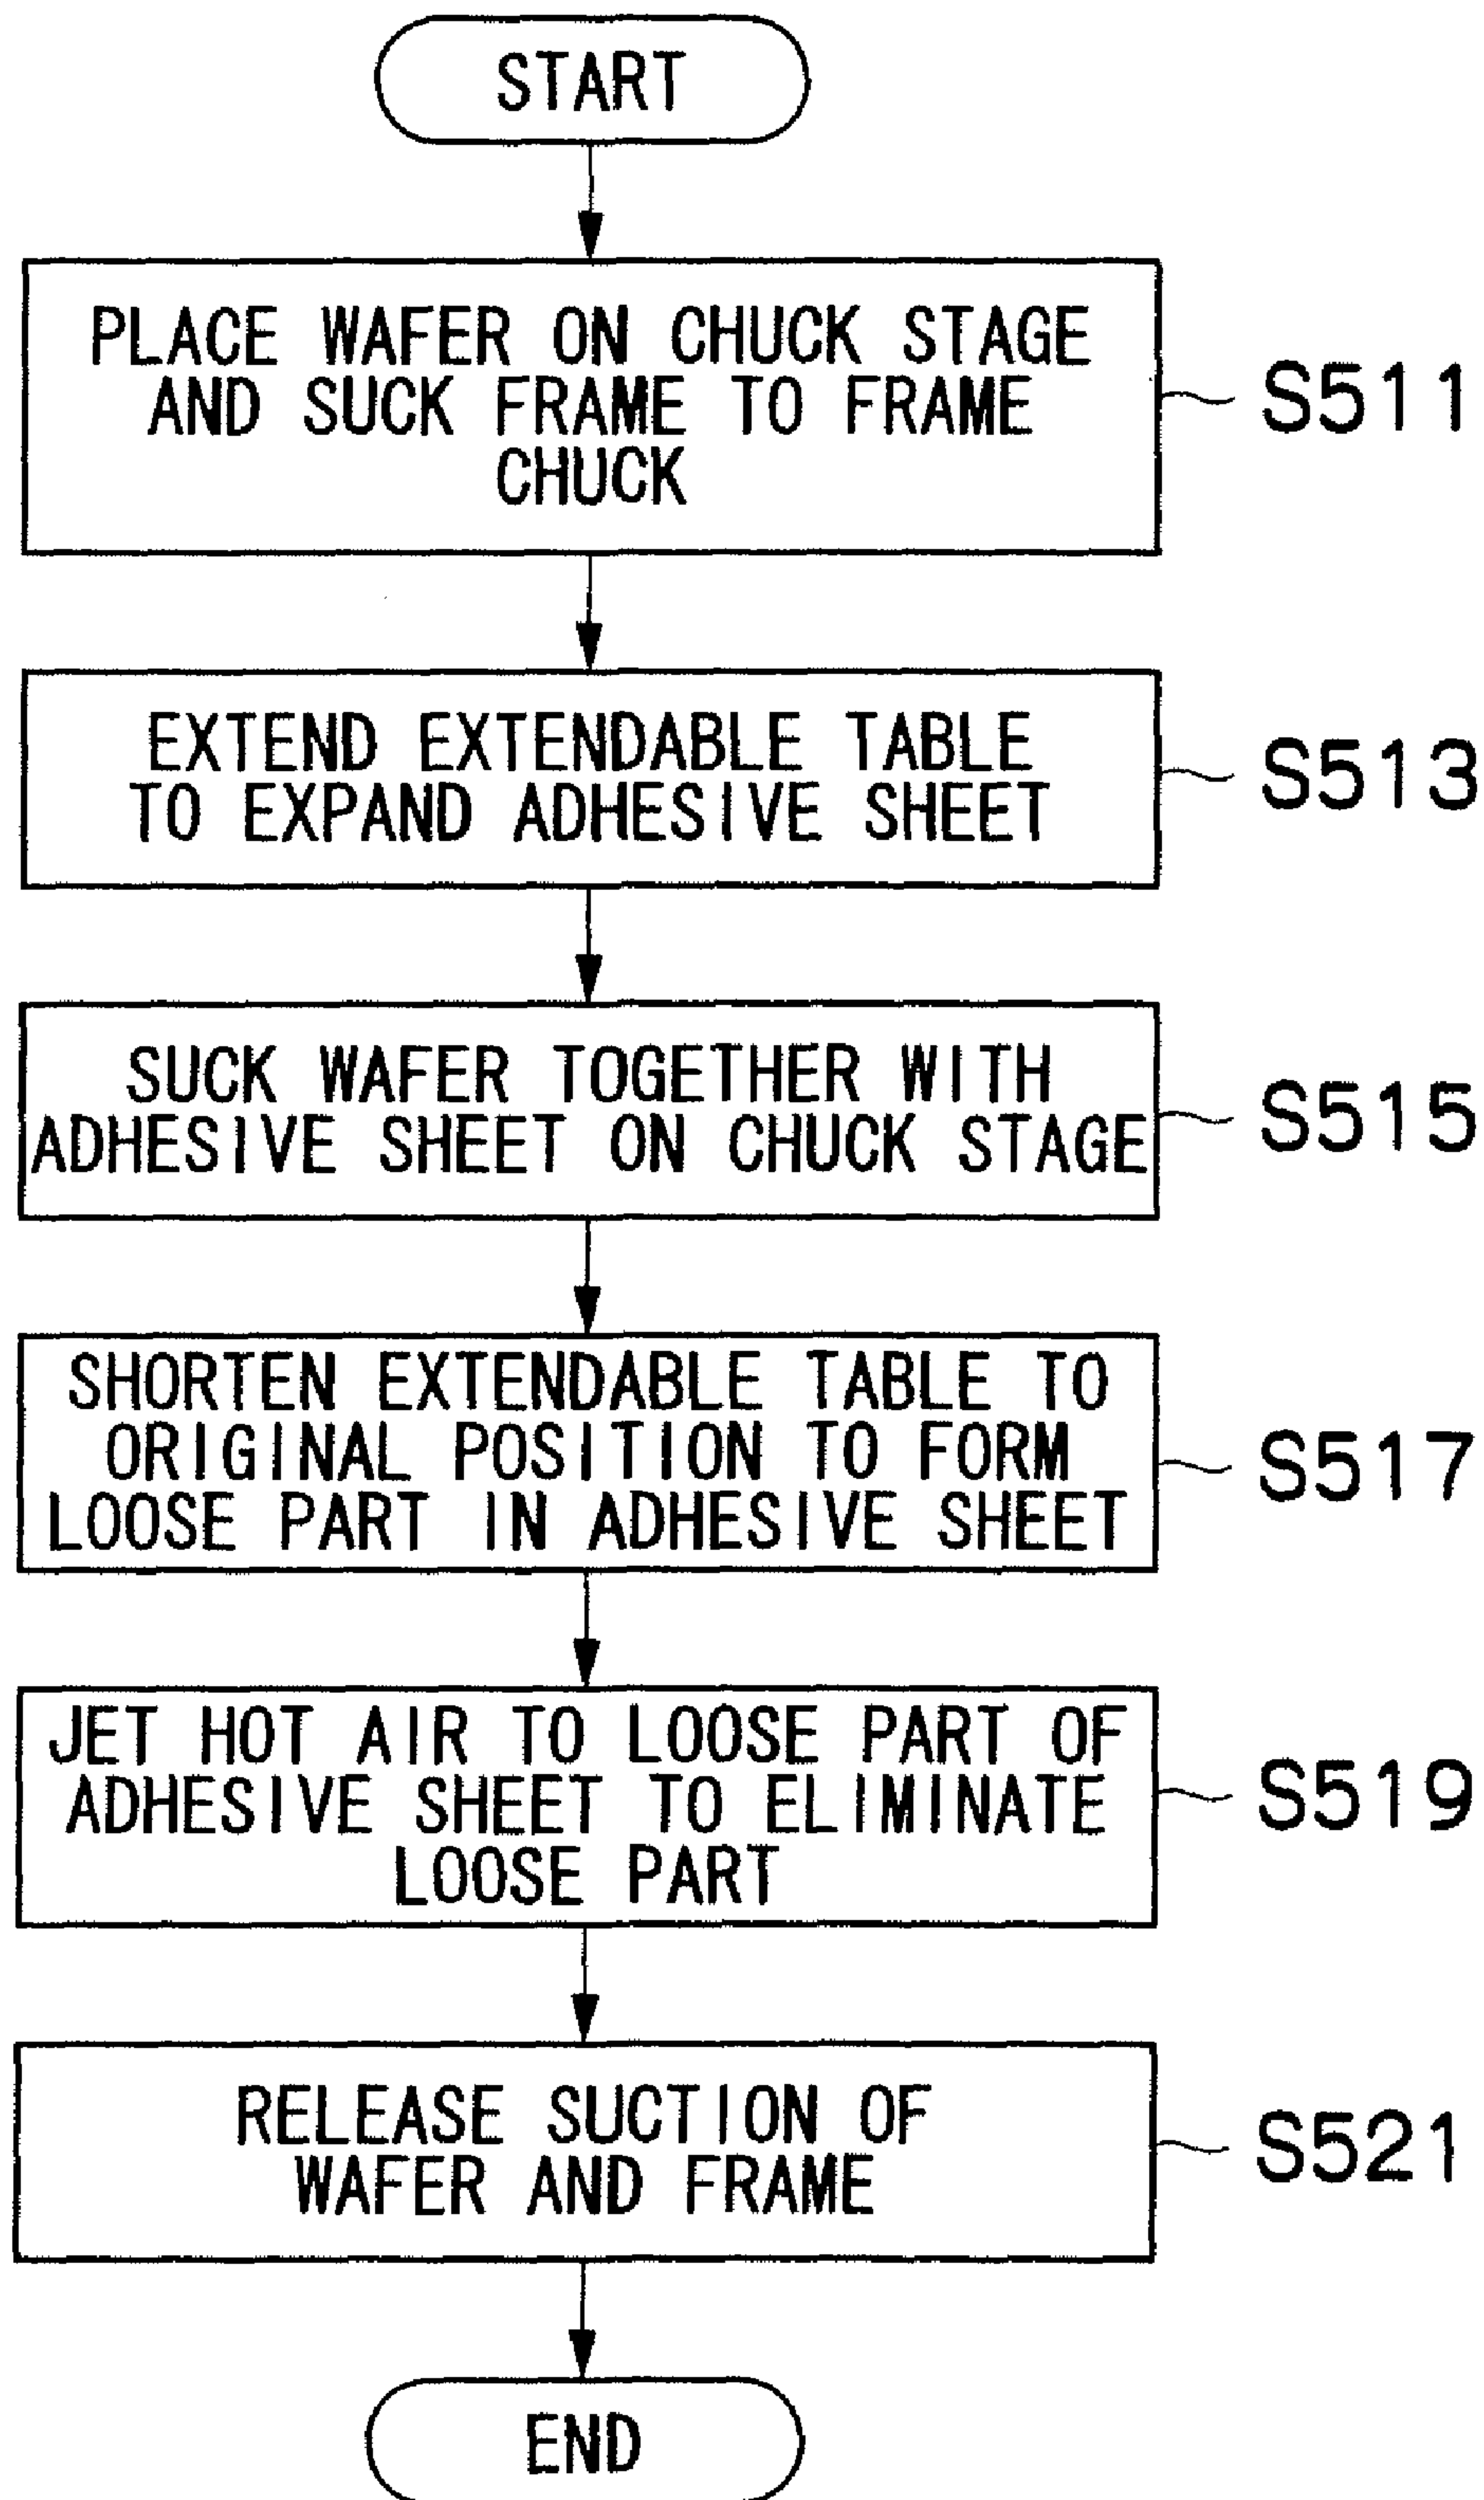 START
PLACE WAFER ON CHUCK STAGE
AND SUCK FRAME TO FRAME
CHUCK
S511
EXTEND EXTENDABLE TABLE
TO EXPAND ADHESIVE SHEET
S513
SUCK WAFER TOGETHER WITH
ADHESIVE SHEET ON CHUCK STAGE
S515
SHORTEN EXTENDABLE TABLE TO
ORIGINAL POSITION TO FORM
LOOSE PART IN ADHESIVE SHEET
S517
JET HOT AIR TO LOOSE PART OF
ADHESIVE SHEET TO ELIMINATE
LOOSE PART
S519
RELEASE SUCTION OF
WAFER AND FRAME
S521
END